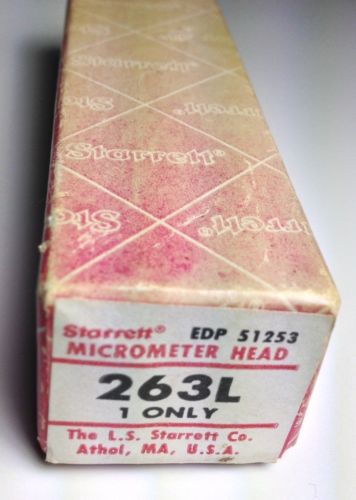 Starrett®
Starrett®
Starrett®
Starrett® EDP 51253
MICROMETER HEAD
263L
1 ONLY
The L.S. Starrett Co.
Athol, MA, U.S.A.